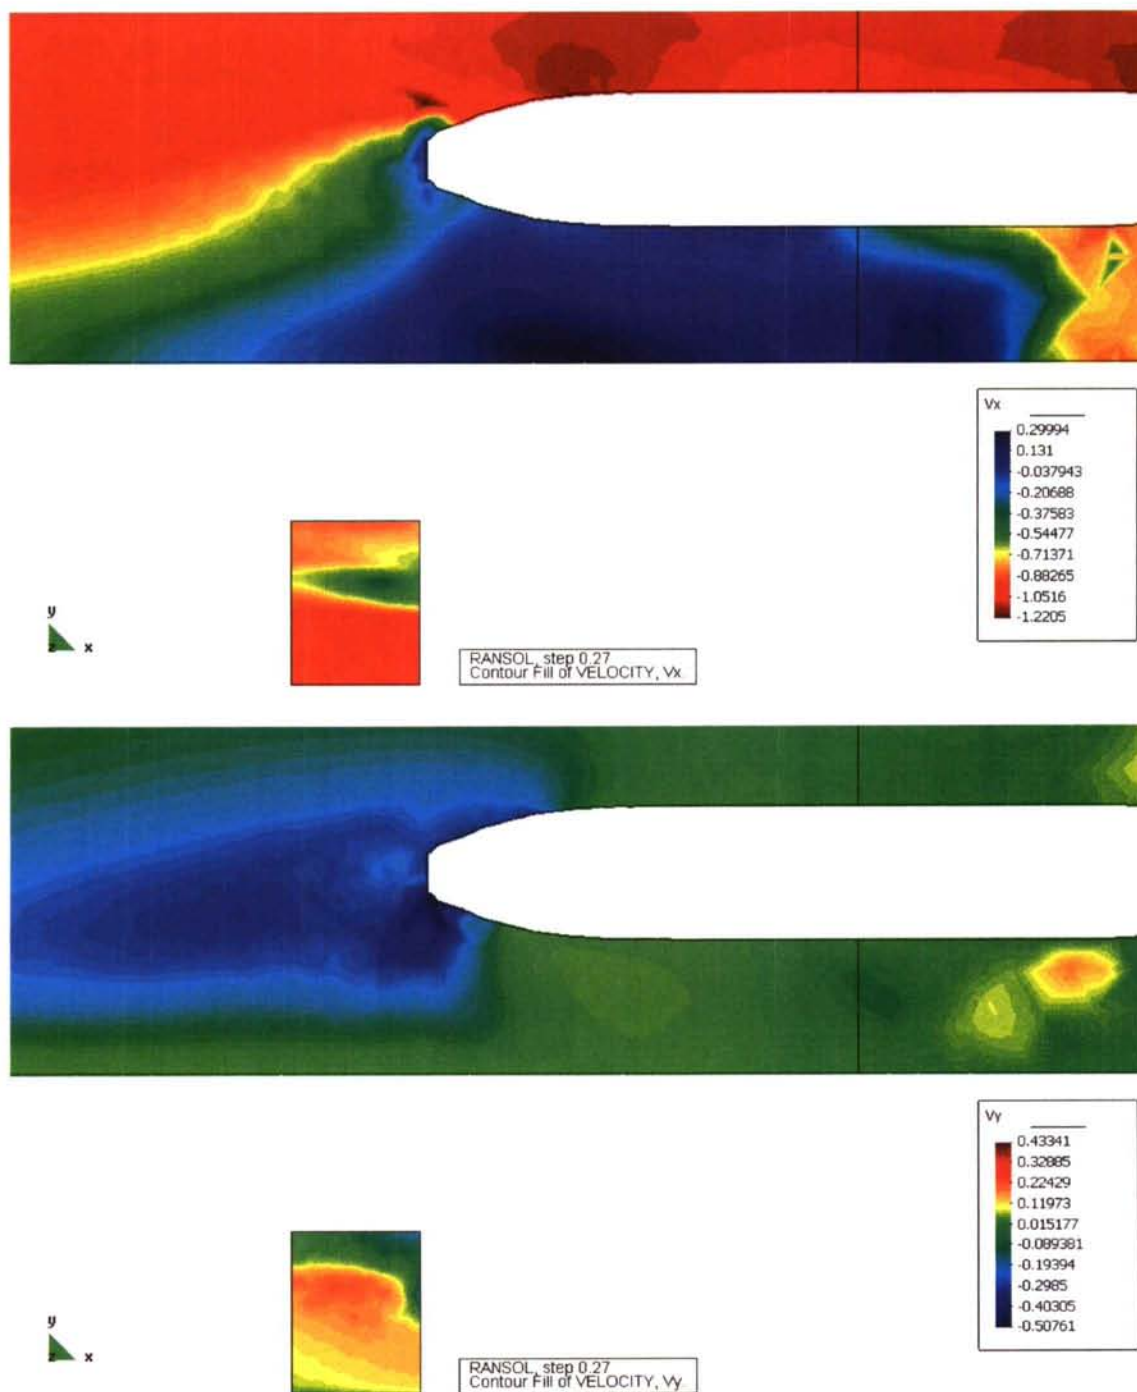 Vx
0.29994
0.131
-0.037943
-0.20688
-0.37583
-0.54477
-0.71371
-0.88265
-1.0516
-1.2205
y
z x
RANSOL, step 0.27
Contour Fill of VELOCITY, Vx.
Vy
0.43341
0.32885
0.22429
0.11973
0.015177
-0.089381
-0.19394
-0.2985
-0.40305
-0.50761
y
z x
RANSOL, step 0.27
Contour Fill of VELOCITY, Vy.